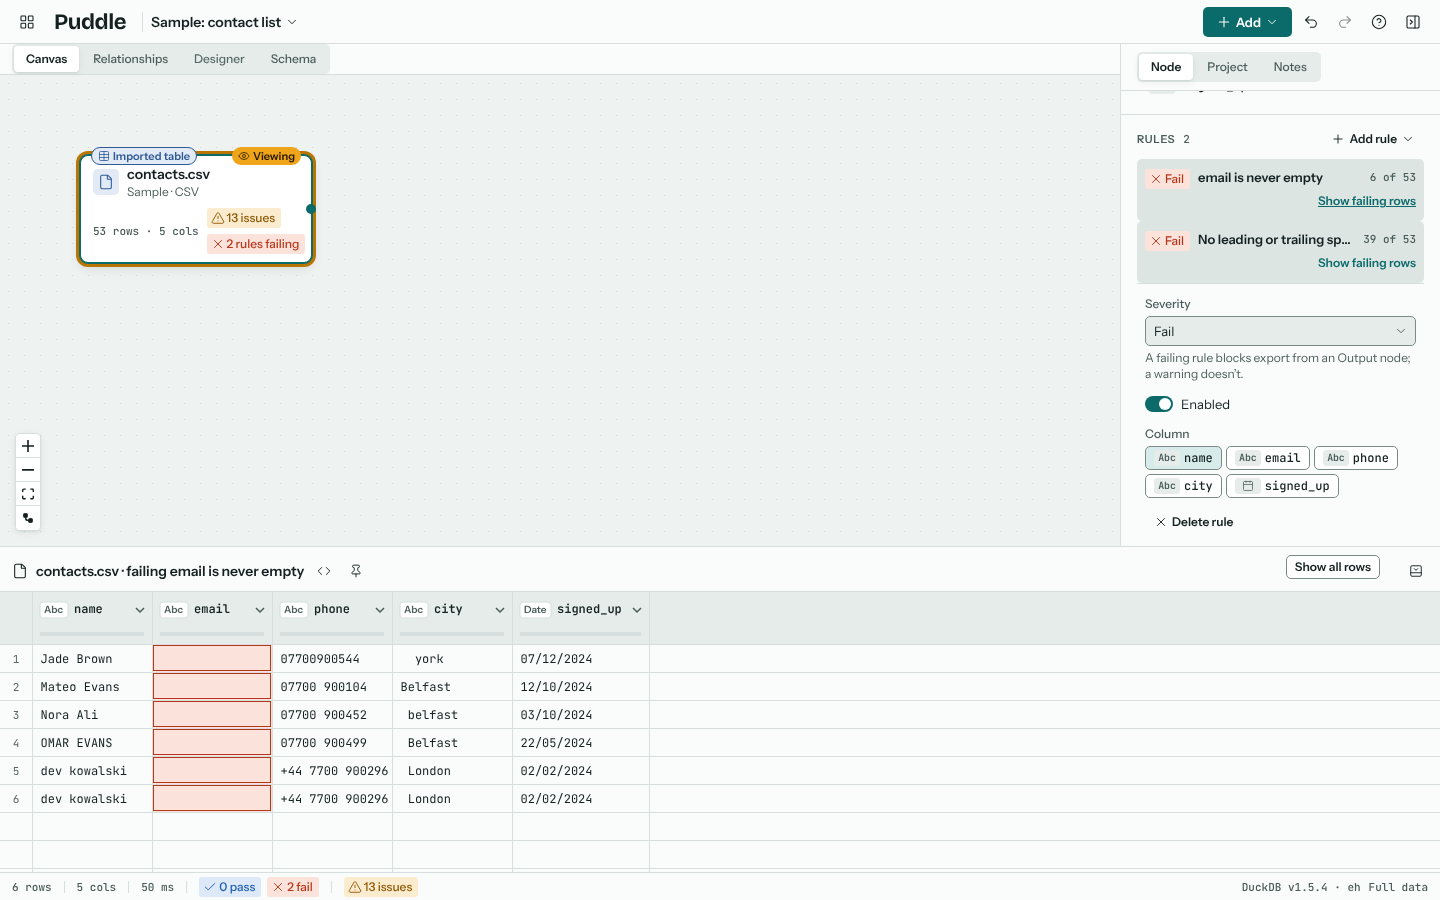 Puddle
Sample: contact list
Add
Canvas
Relationships
Designer
Schema
Node
Project
Notes
Imported table
Viewing
contacts.csv
Sample · CSV
53 rows · 5 cols
13 issues
2 rules failing
RULES 2
Add rule
Fail
email is never empty
6 of 53
Show failing rows
Fail
No leading or trailing sp...
39 of 53
Show failing rows
Severity
Fail
A failing rule blocks export from an Output node;
a warning doesn't.
Enabled
Column
Abc name
Abc email
Abc phone
Abc city
signed_up
Delete rule
contacts.csv · failing email is never empty
Show all rows
Abc name
Abc email
Abc phone
Abc city
Date signed_up
1 Jade Brown 07700900544 york 07/12/2024
2 Mateo Evans 07700 900104 Belfast 12/10/2024
3 Nora Ali 07700 900452 belfast 03/10/2024
4 OMAR EVANS 07700 900499 Belfast 22/05/2024
5 dev kowalski +44 7700 900296 London 02/02/2024
6 dev kowalski +44 7700 900296 London 02/02/2024
6 rows
5 cols
50 ms
0 pass
2 fail
13 issues
DuckDB v1.5.4 · eh Full data